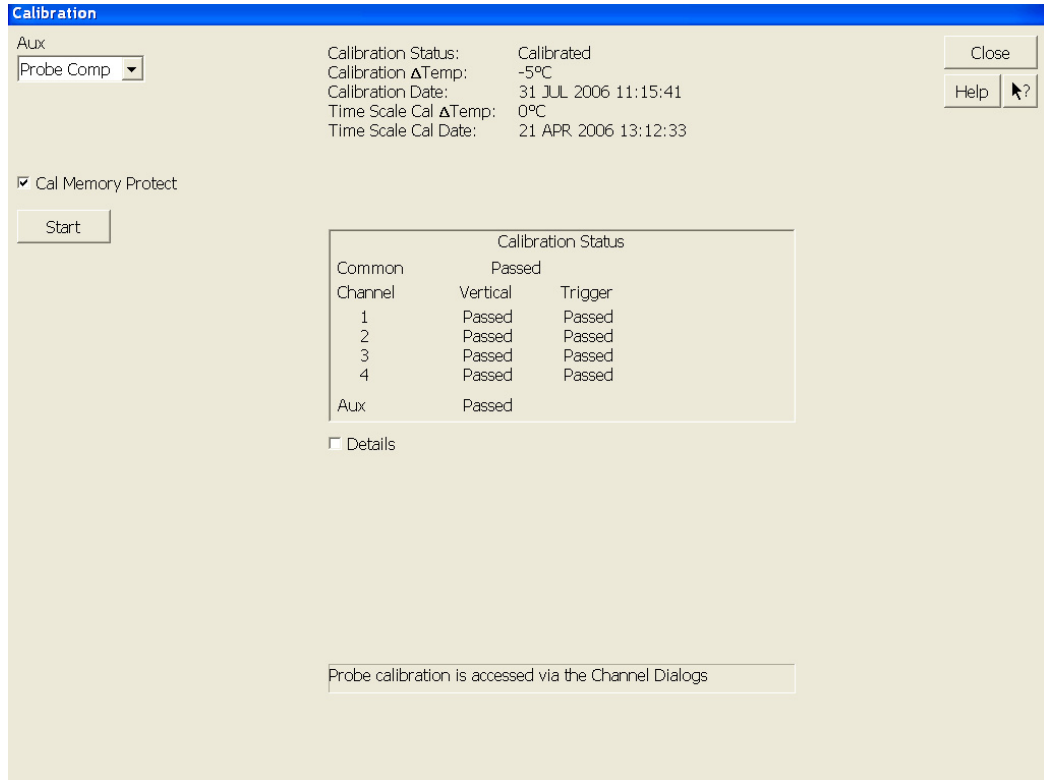 Calibration
Aux
Probe Comp
Calibration Status: Calibrated
Calibration ΔTemp: -5ºC
Calibration Date: 31 JUL 2006 11:15:41
Time Scale Cal ΔTemp: 0ºC
Time Scale Cal Date: 21 APR 2006 13:12:33
Close
Help ?
Cal Memory Protect
Start
Calibration Status
Common Passed
Channel Vertical Trigger
1 Passed Passed
2 Passed Passed
3 Passed Passed
4 Passed Passed
Aux Passed
Details
Probe calibration is accessed via the Channel Dialogs